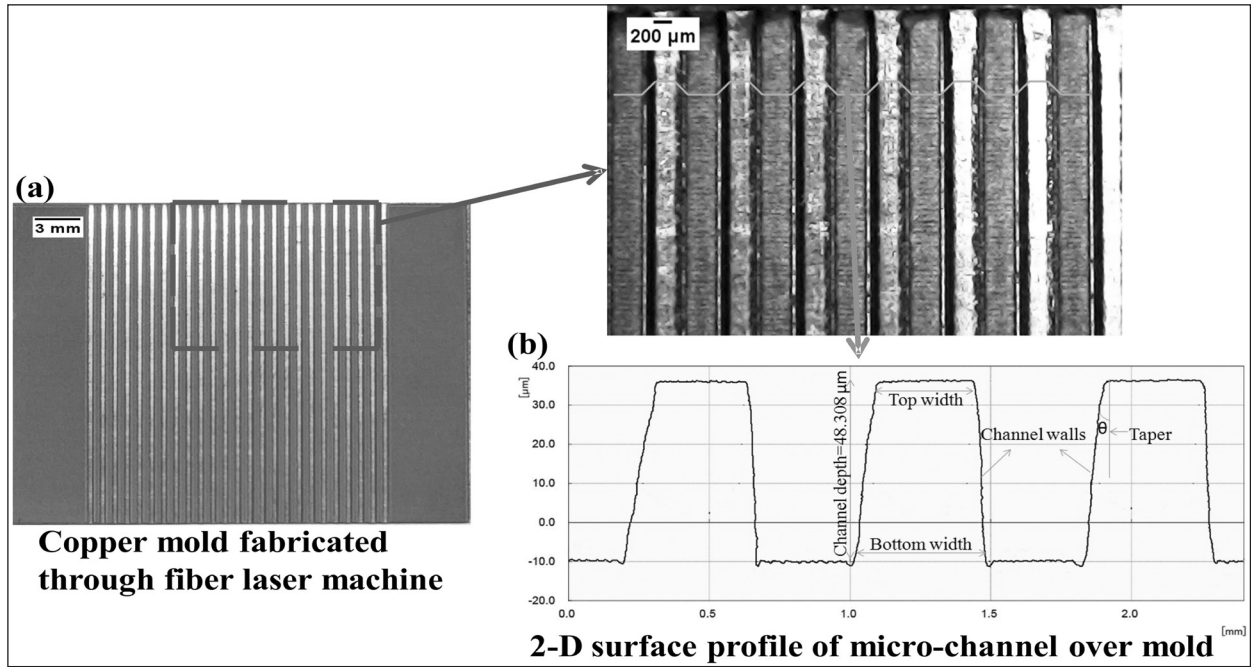 200 µm
(a)
3 mm
Copper mold fabricated
through fiber laser machine
(b)
40.0
[µm]
30.0
20.0
10.0
0.0
-10.0
-20.0
Channel depth=48.308 µm
Top width
Channel walls
θ
Taper
Bottom width
0.0 0.5 1.0 1.5 2.0
[mm]
2-D surface profile of micro-channel over mold